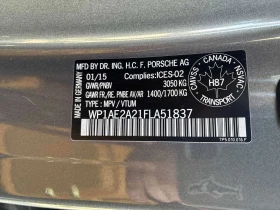 MFD. BY DR. ING. H.C. F. PORSCHE AG
01/15 Complies:ICES-02
GVWR/PNBV 3050 KG
GAWR FR./RE. PNBE AV/AR 1400/1700 KG
TYPE : MPV / VTUM
WP1AE2A21FLA51837
MADE IN GERMANY
CANADA
CMVSS
NSVAC
H87
TRANSPORT